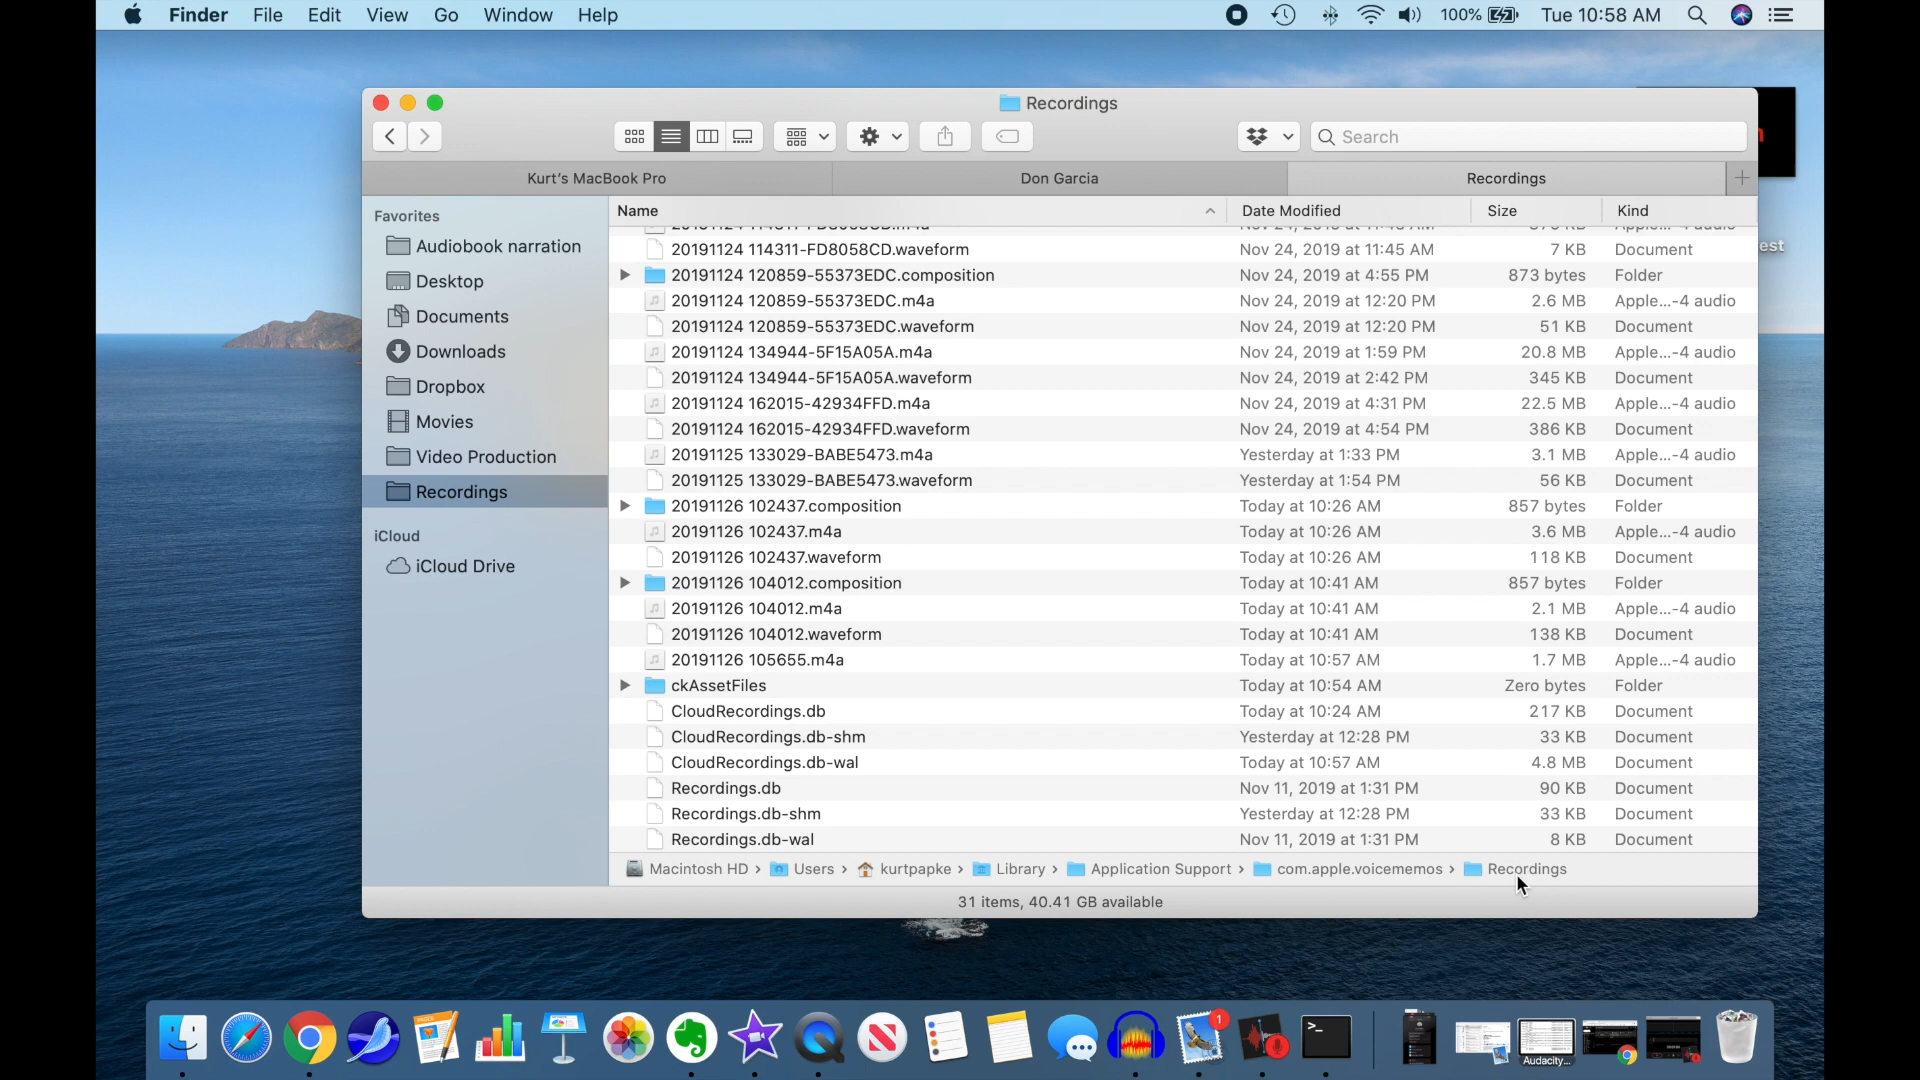 Finder File Edit View Go Window Help 100% Tue 10:58 AM
Recordings
Search
Kurt's MacBook Pro Don Garcia Recordings
Favorites
Audiobook narration
Desktop
Documents
Downloads
Dropbox
Movies
Video Production
Recordings
iCloud
iCloud Drive
Name Date Modified Size Kind
20191124 114311-FD8058CD.waveform Nov 24, 2019 at 11:45 AM 7 KB Document
20191124 120859-55373EDC.composition Nov 24, 2019 at 4:55 PM 873 bytes Folder
20191124 120859-55373EDC.m4a Nov 24, 2019 at 12:20 PM 2.6 MB Apple...-4 audio
20191124 120859-55373EDC.waveform Nov 24, 2019 at 12:20 PM 51 KB Document
20191124 134944-5F15A05A.m4a Nov 24, 2019 at 1:59 PM 20.8 MB Apple...-4 audio
20191124 134944-5F15A05A.waveform Nov 24, 2019 at 2:42 PM 345 KB Document
20191124 162015-42934FFD.m4a Nov 24, 2019 at 4:31 PM 22.5 MB Apple...-4 audio
20191124 162015-42934FFD.waveform Nov 24, 2019 at 4:54 PM 386 KB Document
20191125 133029-BABE5473.m4a Yesterday at 1:33 PM 3.1 MB Apple...-4 audio
20191125 133029-BABE5473.waveform Yesterday at 1:54 PM 56 KB Document
20191126 102437.composition Today at 10:26 AM 857 bytes Folder
20191126 102437.m4a Today at 10:26 AM 3.6 MB Apple...-4 audio
20191126 102437.waveform Today at 10:26 AM 118 KB Document
20191126 104012.composition Today at 10:41 AM 857 bytes Folder
20191126 104012.m4a Today at 10:41 AM 2.1 MB Apple...-4 audio
20191126 104012.waveform Today at 10:41 AM 138 KB Document
20191126 105655.m4a Today at 10:57 AM 1.7 MB Apple...-4 audio
ckAssetFiles Today at 10:54 AM Zero bytes Folder
CloudRecordings.db Today at 10:24 AM 217 KB Document
CloudRecordings.db-shm Yesterday at 12:28 PM 33 KB Document
CloudRecordings.db-wal Today at 10:57 AM 4.8 MB Document
Recordings.db Nov 11, 2019 at 1:31 PM 90 KB Document
Recordings.db-shm Yesterday at 12:28 PM 33 KB Document
Recordings.db-wal Nov 11, 2019 at 1:31 PM 8 KB Document
Macintosh HD › Users › kurtpapke › Library › Application Support › com.apple.voicememos › Recordings
31 items, 40.41 GB available
est
PAGES
1
Audacity...